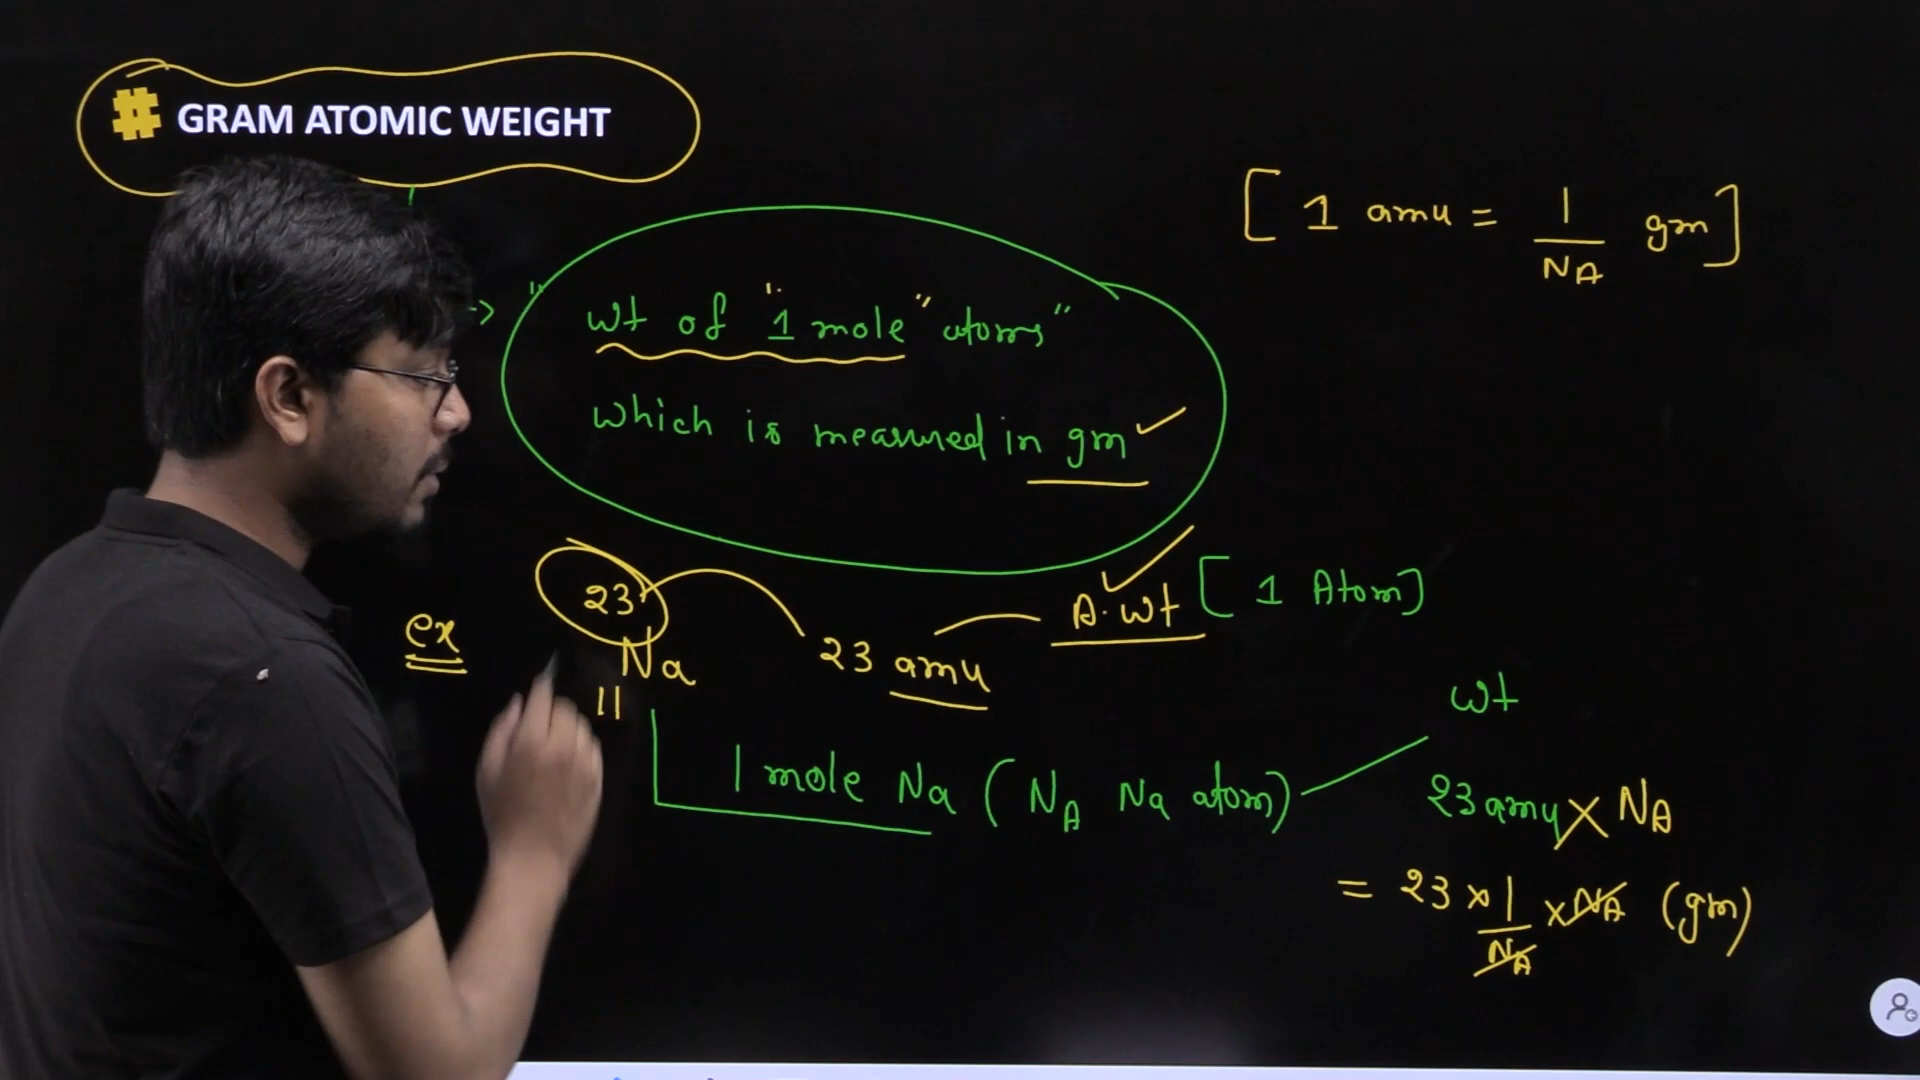 # GRAM ATOMIC WEIGHT
[ 1 amu = 1/NA gm ]
→ " wt of "1 mole" atoms"
which is measured in gm ✓
ex 23 Na 11 23 amu A.wt ✓ [ 1 Atom ]
wt
1 mole Na ( NA Na atom) 23 amu × NA
= 23 × 1/NA × NA (gm)